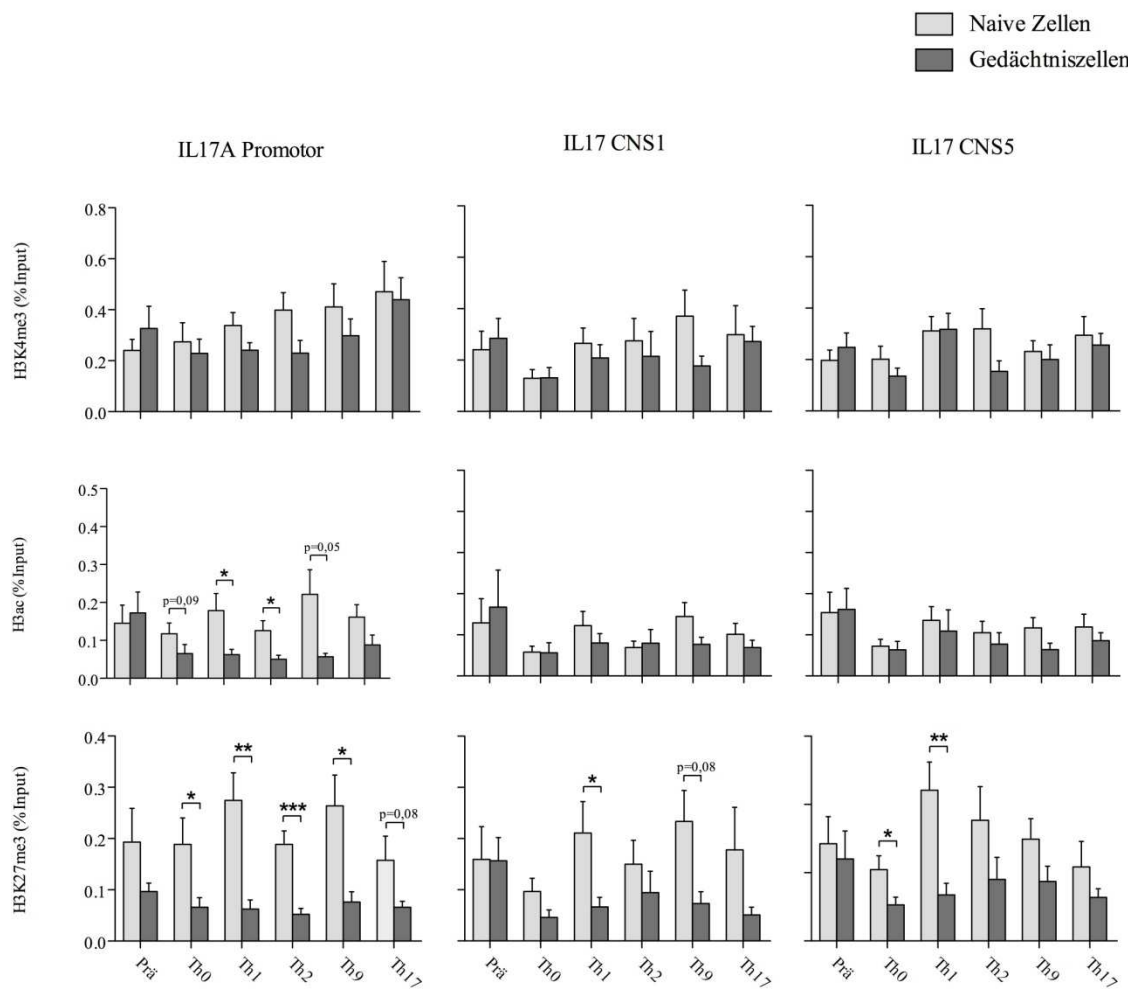 Naive Zellen
Gedächtniszellen
IL17A Promotor
IL17 CNS1
IL17 CNS5
H3K4me3 (%Input)
0.8
0.6
0.4
0.2
0.0
H3ac (%Input)
0.5
0.4
0.3
0.2
0.1
0.0
p=0,09
*
*
p=0,05
H3K27me3 (%Input)
0.4
0.3
0.2
0.1
0.0
*
**
***
*
p=0,08
*
p=0,08
*
**
Prä Th0 Th1 Th2 Th9 Th17
Prä Th0 Th1 Th2 Th9 Th17
Prä Th0 Th1 Th2 Th9 Th17